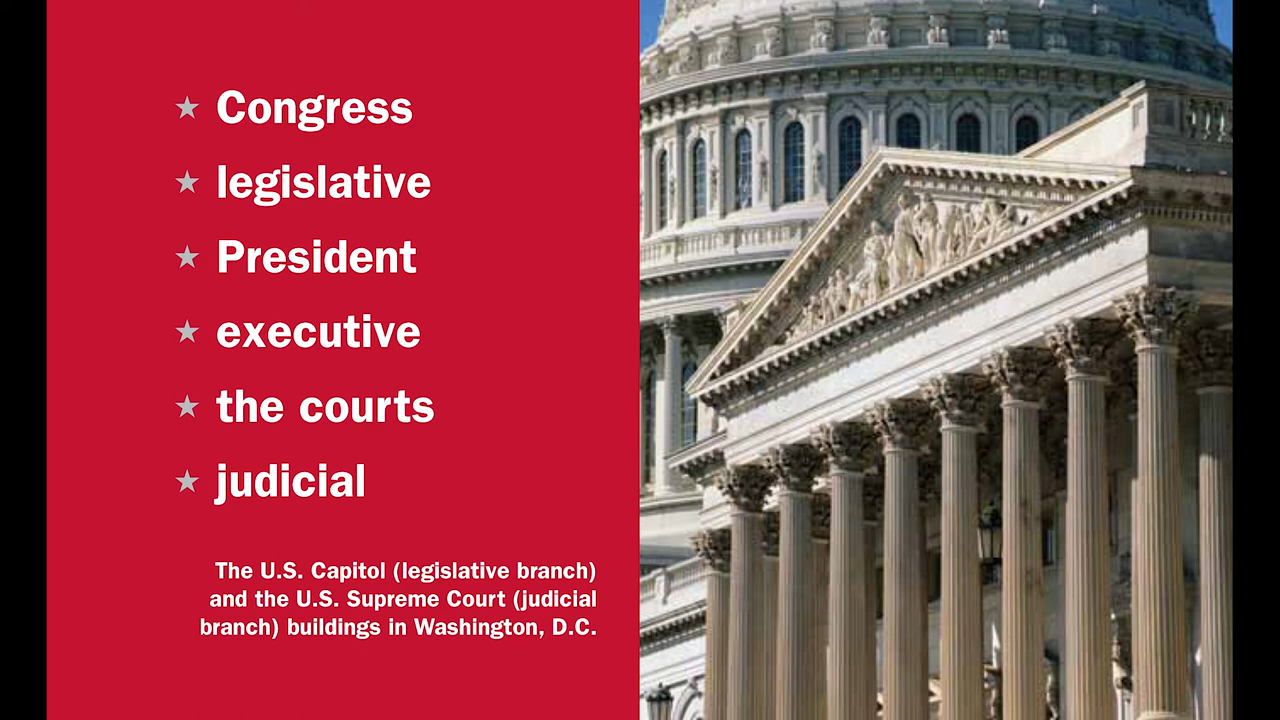 ★ Congress
★ legislative
★ President
★ executive
★ the courts
★ judicial
The U.S. Capitol (legislative branch)
and the U.S. Supreme Court (judicial
branch) buildings in Washington, D.C.